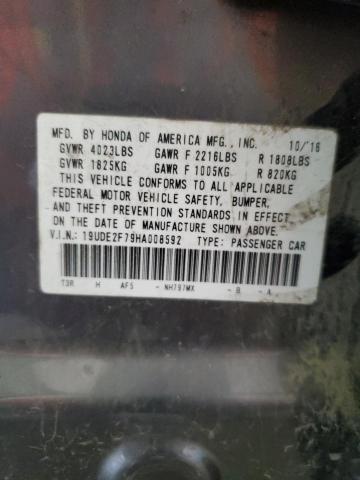 MFD. BY HONDA OF AMERICA MFG., INC. 10/'16
GVWR 4023LBS GAWR F 2216LBS R 1808LBS
GVWR 1825KG GAWR F 1005KG R 820KG
THIS VEHICLE CONFORMS TO ALL APPLICABLE
FEDERAL MOTOR VEHICLE SAFETY, BUMPER,
AND THEFT PREVENTION STANDARDS IN EFFECT
ON THE DATE OF MANUFACTURE SHOWN ABOVE.
V.I.N.: 19UDE2F79HA008592 TYPE: PASSENGER CAR
T3R H AF5 - NH797MX - B - A